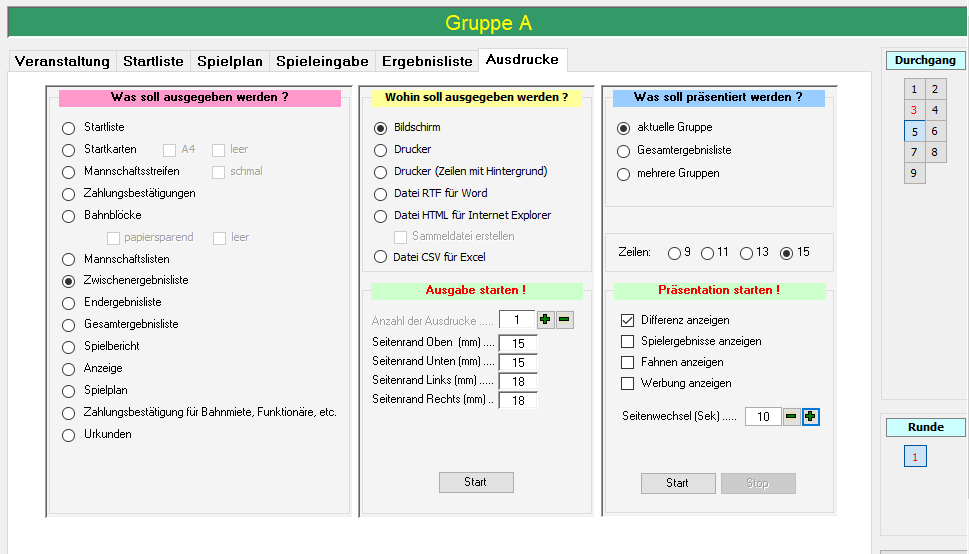 Gruppe A
Veranstaltung Startliste Spielplan Spieleingabe Ergebnisliste Ausdrucke
Was soll ausgegeben werden ?
Startliste
Startkarten A4 leer
Mannschaftsstreifen schmal
Zahlungsbestätigungen
Bahnblöcke
papiersparend leer
Mannschaftslisten
Zwischenergebnisliste
Endergebnisliste
Gesamtergebnisliste
Spielbericht
Anzeige
Spielplan
Zahlungsbestätigung für Bahnmiete, Funktionäre, etc.
Urkunden
Wohin soll ausgegeben werden ?
Bildschirm
Drucker
Drucker (Zeilen mit Hintergrund)
Datei RTF für Word
Datei HTML für Internet Explorer
Sammeldatei erstellen
Datei CSV für Excel
Ausgabe starten !
Anzahl der Ausdrucke ..... 1
Seitenrand Oben (mm) .... 15
Seitenrand Unten (mm) .... 15
Seitenrand Links (mm) .... 18
Seitenrand Rechts (mm) .. 18
Start
Was soll präsentiert werden ?
aktuelle Gruppe
Gesamtergebnisliste
mehrere Gruppen
Zeilen: 9 11 13 15
Präsentation starten !
Differenz anzeigen
Spielergebnisse anzeigen
Fahnen anzeigen
Werbung anzeigen
Seitenwechsel (Sek) ..... 10
Start Stop
Durchgang
1 2
3 4
5 6
7 8
9
Runde
1